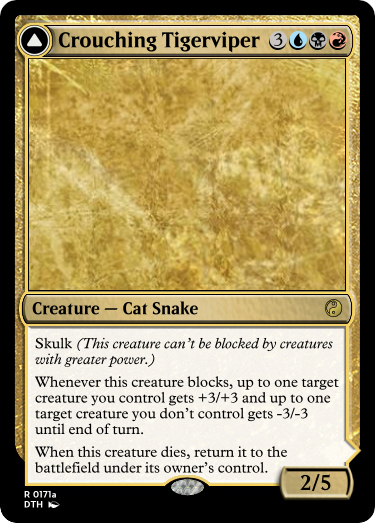 Crouching Tigerviper 3
Creature — Cat Snake
Skulk (This creature can't be blocked by creatures
with greater power.)
Whenever this creature blocks, up to one target
creature you control gets +3/+3 and up to one
target creature you don't control gets -3/-3
until end of turn.
When this creature dies, return it to the
battlefield under its owner's control.
2/5
R 0171a
DTH